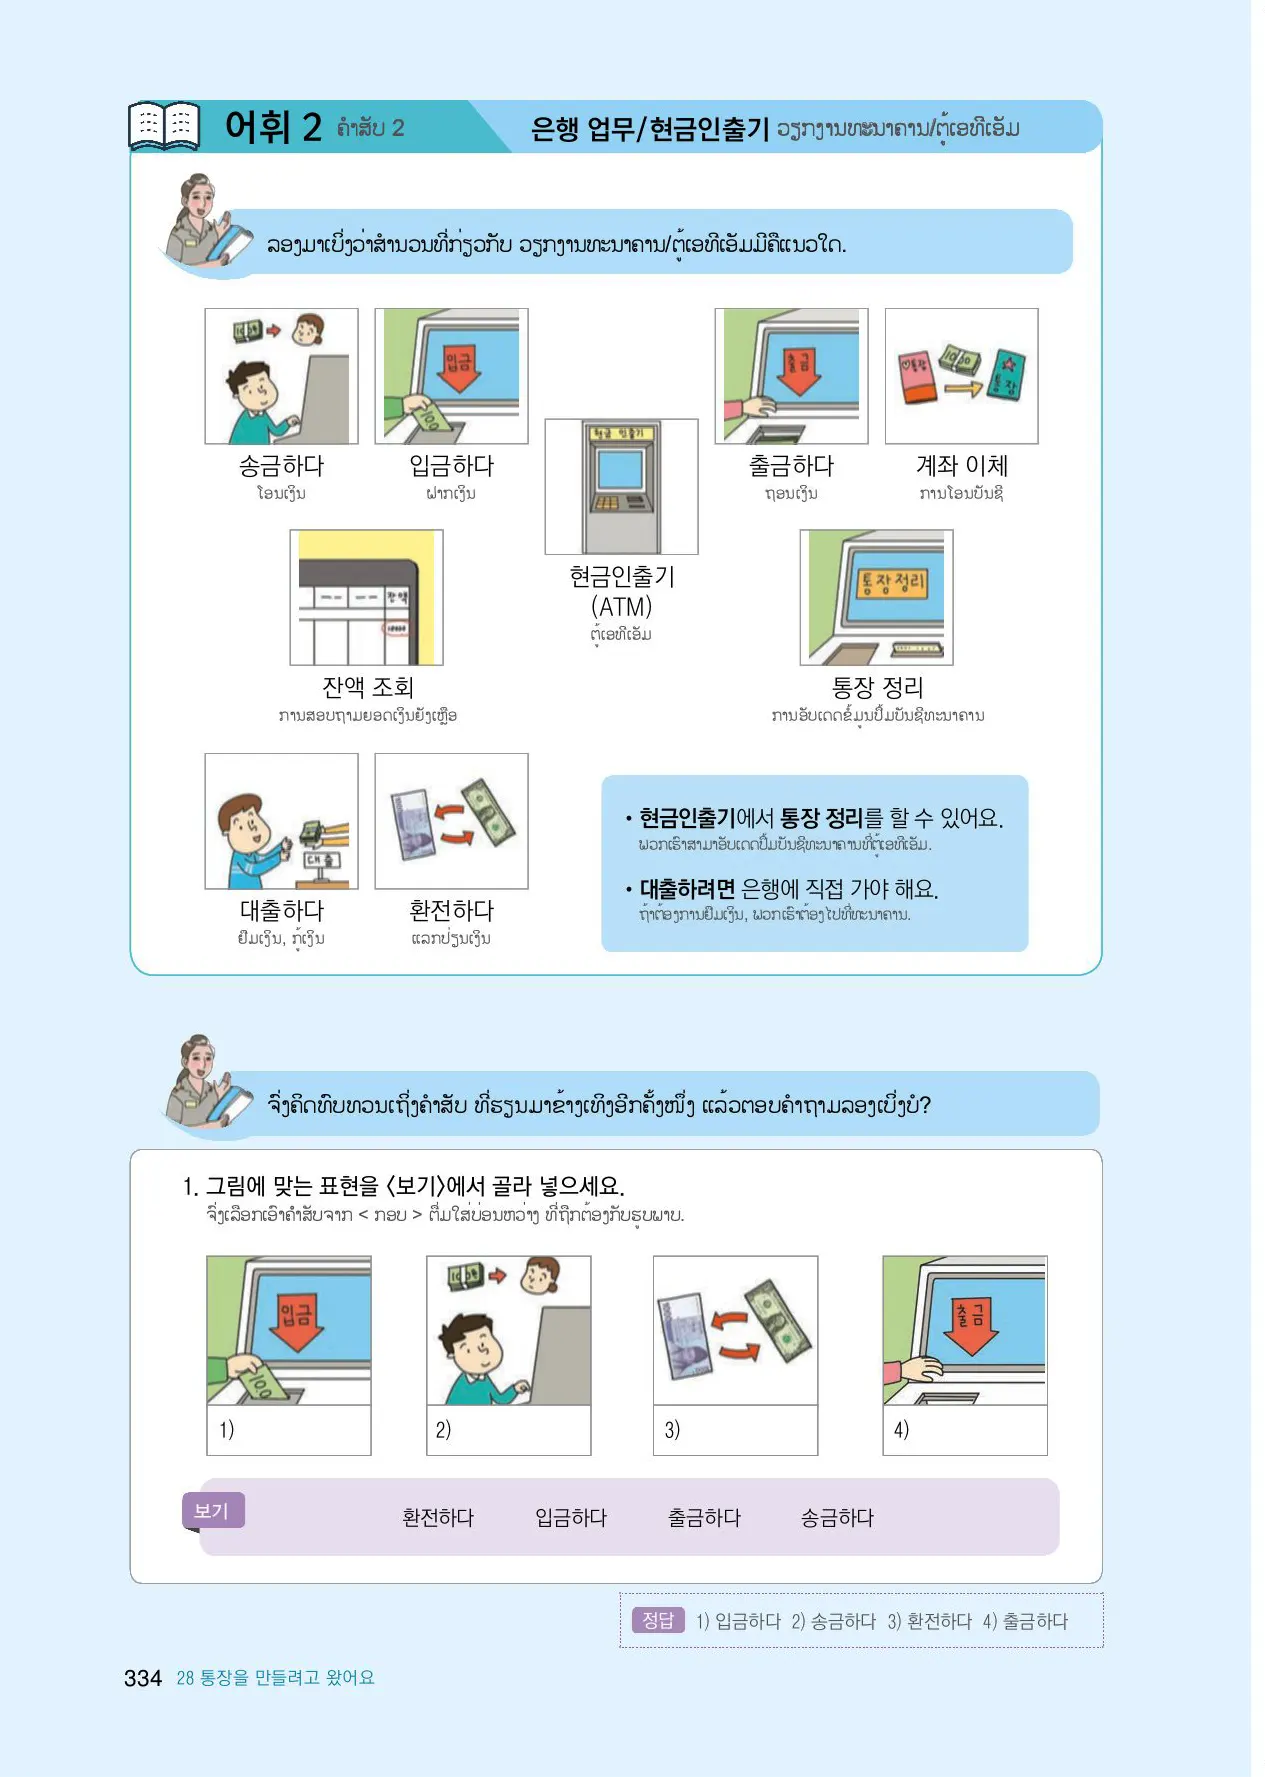 어휘 2 ຄຳສັບ 2
은행 업무/현금인출기 ວຽກງານທະນາຄານ/ຕູ້ເອທີເອັມ
ລອງມາເບິ່ງວ່າສຳນວນທີ່ກ່ຽວກັບ ວຽກງານທະນາຄານ/ຕູ້ເອທີເອັມມີຄືແນວໃດ.
입금
출금
통장
통장
송금하다
ໂອນເງິນ
입금하다
ຝາກເງິນ
출금하다
ຖອນເງິນ
계좌 이체
ການໂອນບັນຊີ
현금 인출기
현금인출기
(ATM)
ຕູ້ເອທີເອັມ
잔액
통장정리
잔액 조회
ການສອບຖາມຍອດເງິນຍັງເຫຼືອ
통장 정리
ການອັບເດດຂໍ້ມູນປຶ້ມບັນຊີທະນາຄານ
대출
대출하다
ຢືມເງິນ, ກູ້ເງິນ
환전하다
ແລກປ່ຽນເງິນ
• 현금인출기에서 통장 정리를 할 수 있어요.
ພວກເຮົາສາມາອັບເດດປຶ້ມບັນຊີທະນາຄານທີ່ຕູ້ເອທີເອັມ.
• 대출하려면 은행에 직접 가야 해요.
ຖ້າຕ້ອງການຢືມເງິນ, ພວກເຮົາຕ້ອງໄປທີ່ທະນາຄານ.
ຈົ່ງຄິດທົບທວນເຖິ່ງຄຳສັບ ທີ່ຮຽນມາຂ້າງເທິງອີກຄັ້ງໜຶ່ງ ແລ້ວຕອບຄຳຖາມລອງເບິ່ງບໍ?
1. 그림에 맞는 표현을 〈보기〉에서 골라 넣으세요.
ຈົ່ງເລືອກເອົາຄຳສັບຈາກ < ກອບ > ຕື່ມໃສ່ບ່ອນຫວ່າງ ທີ່ຖືກຕ້ອງກັບຮູບພາບ.
입금
출금
1) 2) 3) 4)
보기 환전하다 입금하다 출금하다 송금하다
정답 1) 입금하다 2) 송금하다 3) 환전하다 4) 출금하다
334 28 통장을 만들려고 왔어요